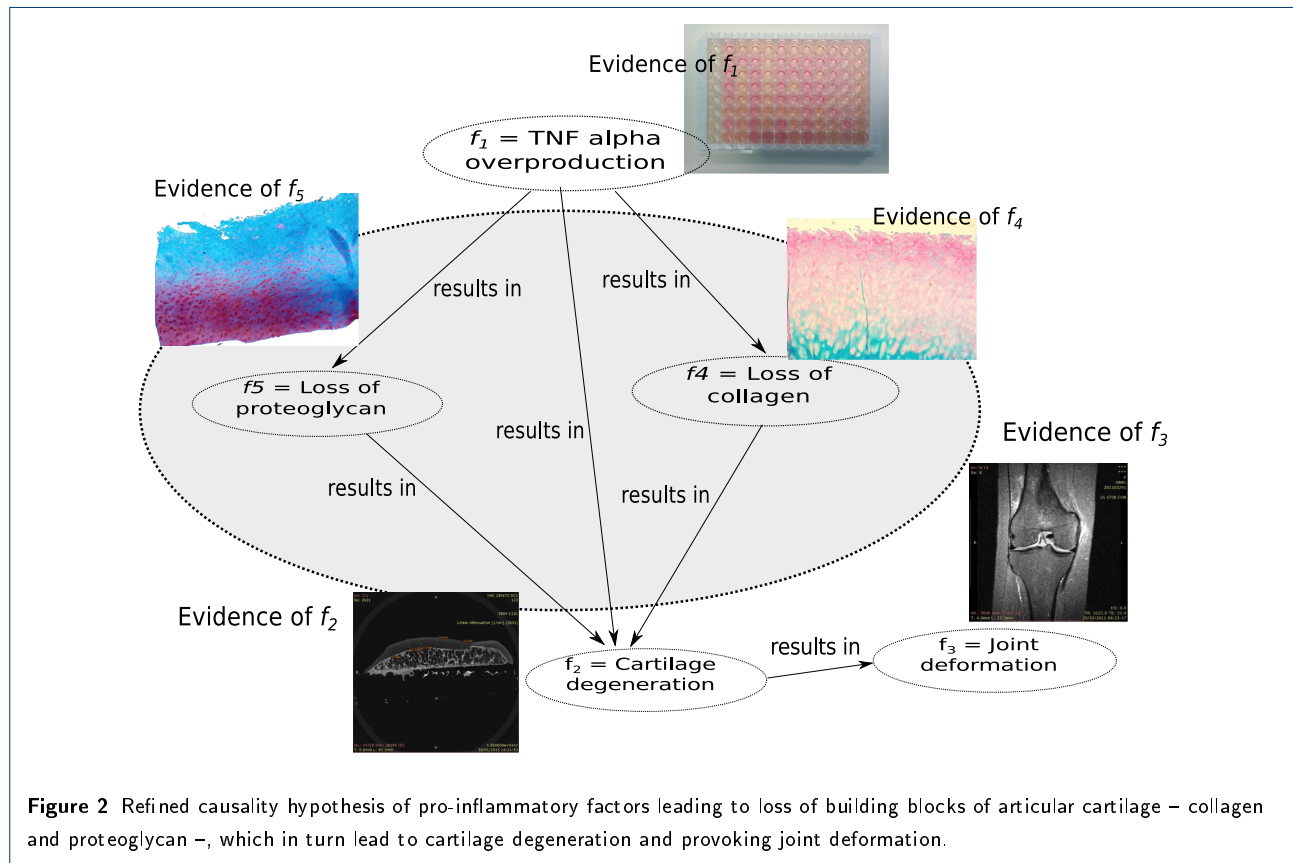 Evidence of f1
f1 = TNF alpha
overproduction
Evidence of f5
Evidence of f4
results in
results in
f5 = Loss of
proteoglycan
f4 = Loss of
collagen
results in
Evidence of f3
results in
results in
Evidence of f2
f2 = Cartilage
degeneration
results in
f3 = Joint
deformation
Figure 2 Refined causality hypothesis of pro-inflammatory factors leading to loss of building blocks of articular cartilage – collagen
and proteoglycan –, which in turn lead to cartilage degeneration and provoking joint deformation.